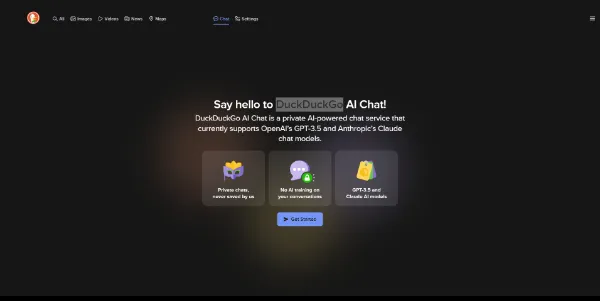 All Images Videos News Maps Chat Settings
Say hello to DuckDuckGo AI Chat!
DuckDuckGo AI Chat is a private AI-powered chat service that
currently supports OpenAI's GPT-3.5 and Anthropic's Claude
chat models.
Private chats,
never saved by us
No AI training on
your conversations
GPT-3.5 and
Claude AI models
Get Started